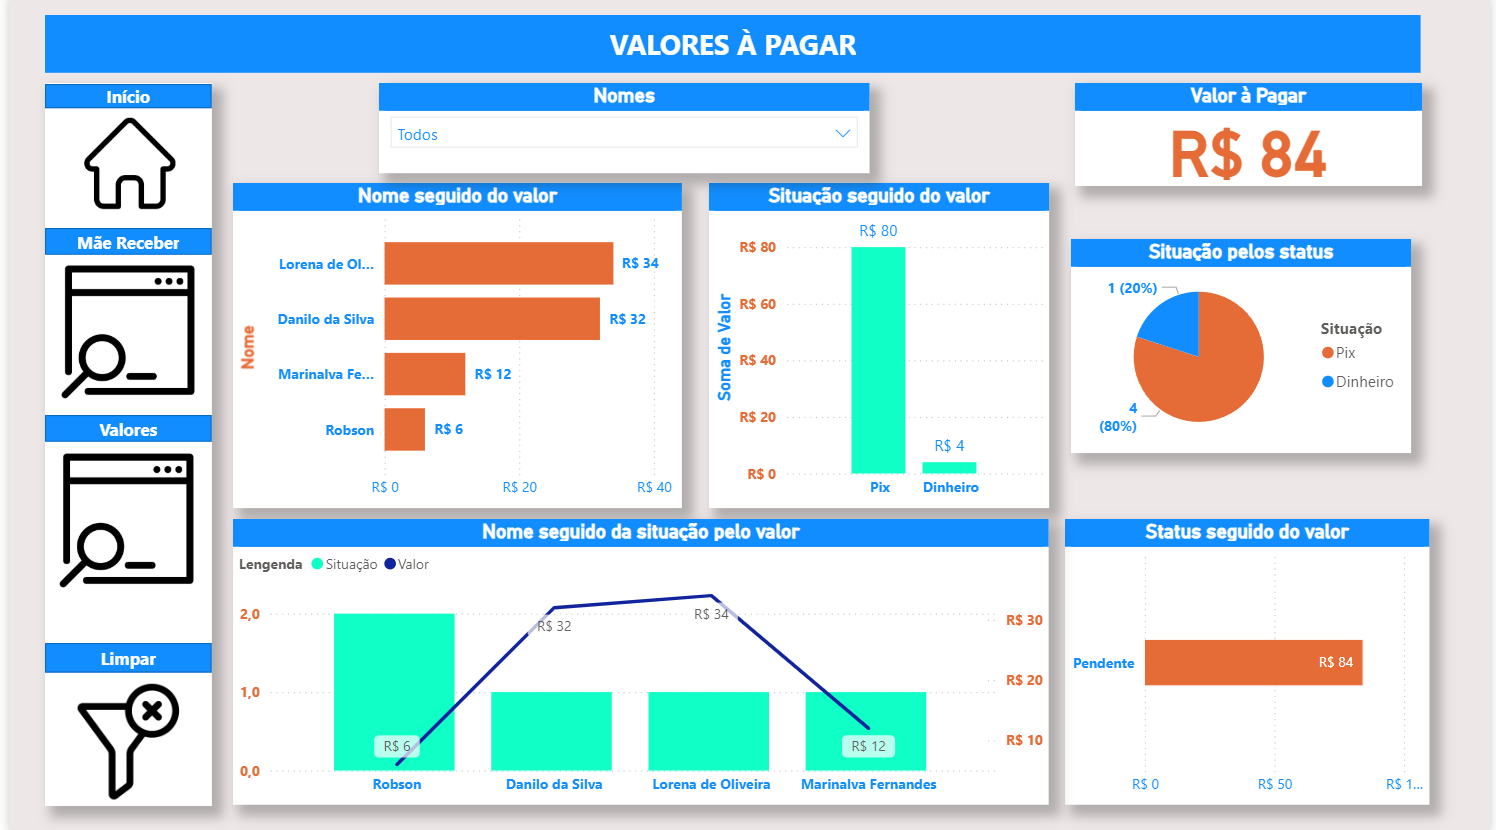 VALORES À PAGAR
Início
Mãe Receber
Valores
Limpar
Nomes
Todos
Valor à Pagar
R$ 84
Nome seguido do valor
Nome
Lorena de Ol... R$ 34
Danilo da Silva R$ 32
Marinalva Fe... R$ 12
Robson R$ 6
R$ 0 R$ 20 R$ 40
Situação seguido do valor
Soma de Valor
R$ 80
R$ 80
R$ 60
R$ 40
R$ 20
R$ 4
R$ 0
Pix Dinheiro
Situação pelos status
1 (20%)
4
(80%)
Situação
Pix
Dinheiro
Nome seguido da situação pelo valor
Lengenda Situação Valor
2,0
1,0
0,0
R$ 6
R$ 32
R$ 34
R$ 12
R$ 30
R$ 20
R$ 10
Robson Danilo da Silva Lorena de Oliveira Marinalva Fernandes
Status seguido do valor
Pendente R$ 84
R$ 0 R$ 50 R$ 1...